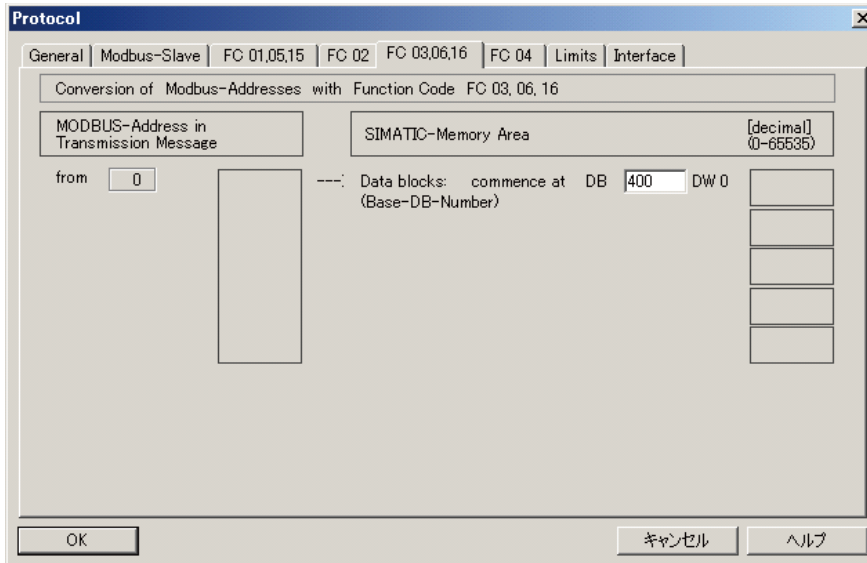 Protocol
General Modbus-Slave FC 01,05,15 FC 02 FC 03,06,16 FC 04 Limits Interface
Conversion of Modbus-Addresses with Function Code FC 03, 06, 16
MODBUS-Address in
Transmission Message
SIMATIC-Memory Area
[decimal]
(0-65535)
from 0
---: Data blocks: commence at DB 400 DW 0
(Base-DB-Number)
OK キャンセル ヘルプ